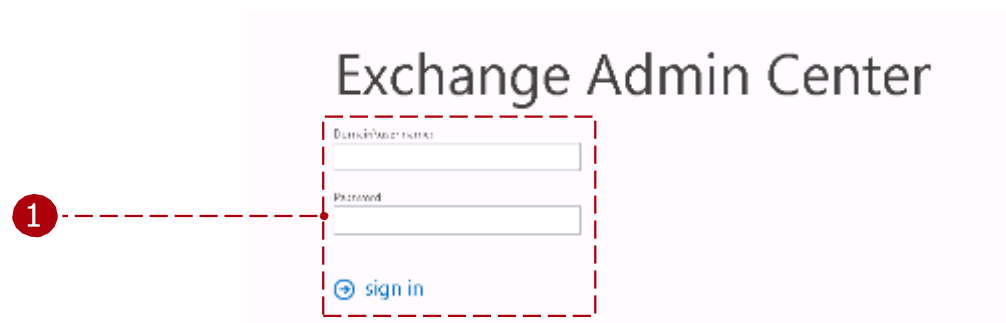 Exchange Admin Center
Domain\user name:
Password:
1
sign in